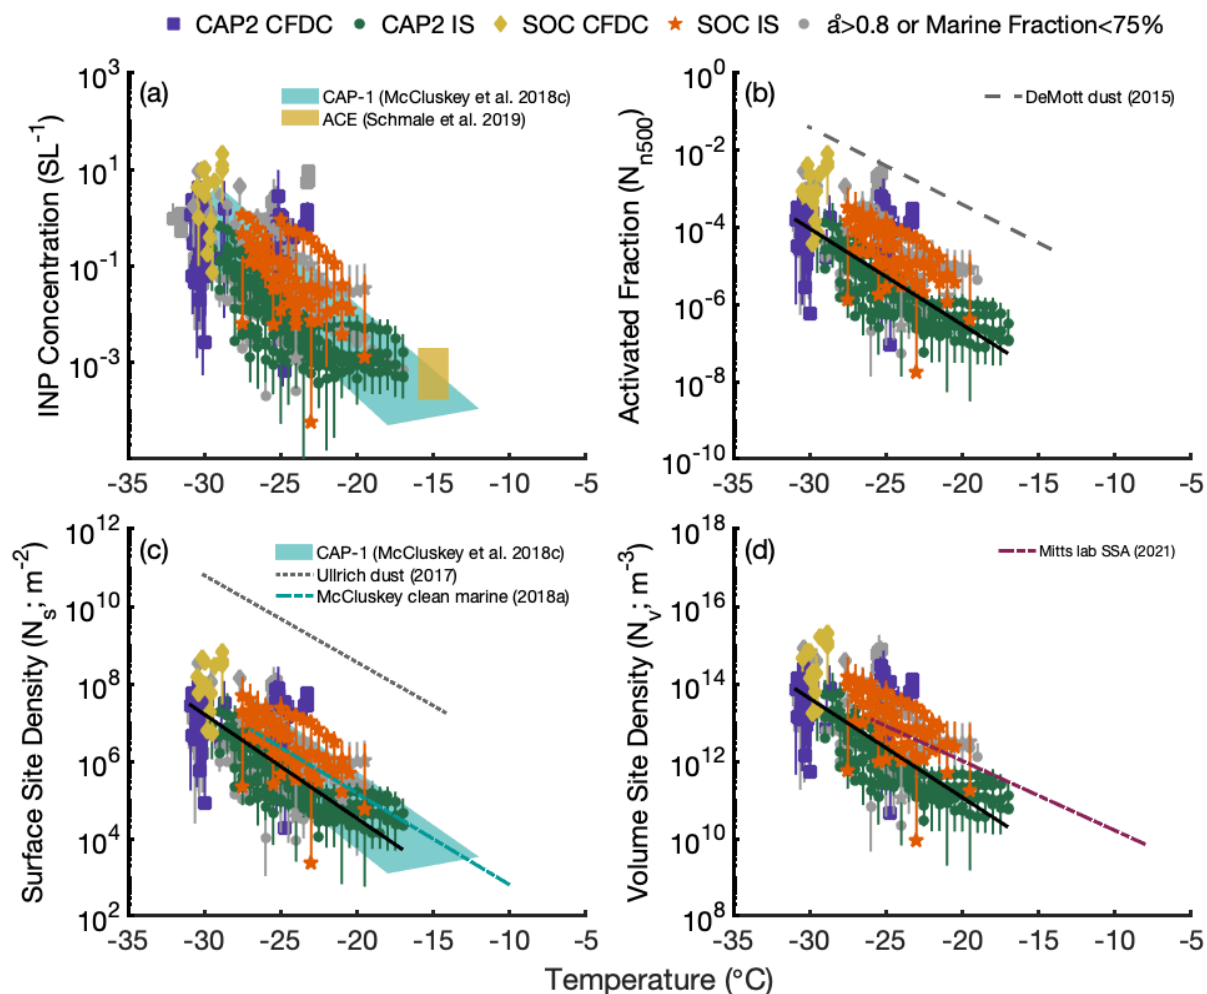 CAP2 CFDC CAP2 IS SOC CFDC SOC IS å>0.8 or Marine Fraction<75%
(a)
CAP-1 (McCluskey et al. 2018c)
ACE (Schmale et al. 2019)
INP Concentration (SL^-1)
10^3
10^1
10^-1
10^-3
-35 -30 -25 -20 -15 -10 -5
(b)
DeMott dust (2015)
Activated Fraction (N_n500)
10^0
10^-2
10^-4
10^-6
10^-8
10^-10
-35 -30 -25 -20 -15 -10 -5
(c)
CAP-1 (McCluskey et al. 2018c)
Ullrich dust (2017)
McCluskey clean marine (2018a)
Surface Site Density (N_s; m^-2)
10^12
10^10
10^8
10^6
10^4
10^2
-35 -30 -25 -20 -15 -10 -5
(d)
Mitts lab SSA (2021)
Volume Site Density (N_v; m^-3)
10^18
10^16
10^14
10^12
10^10
10^8
-35 -30 -25 -20 -15 -10 -5
Temperature (°C)